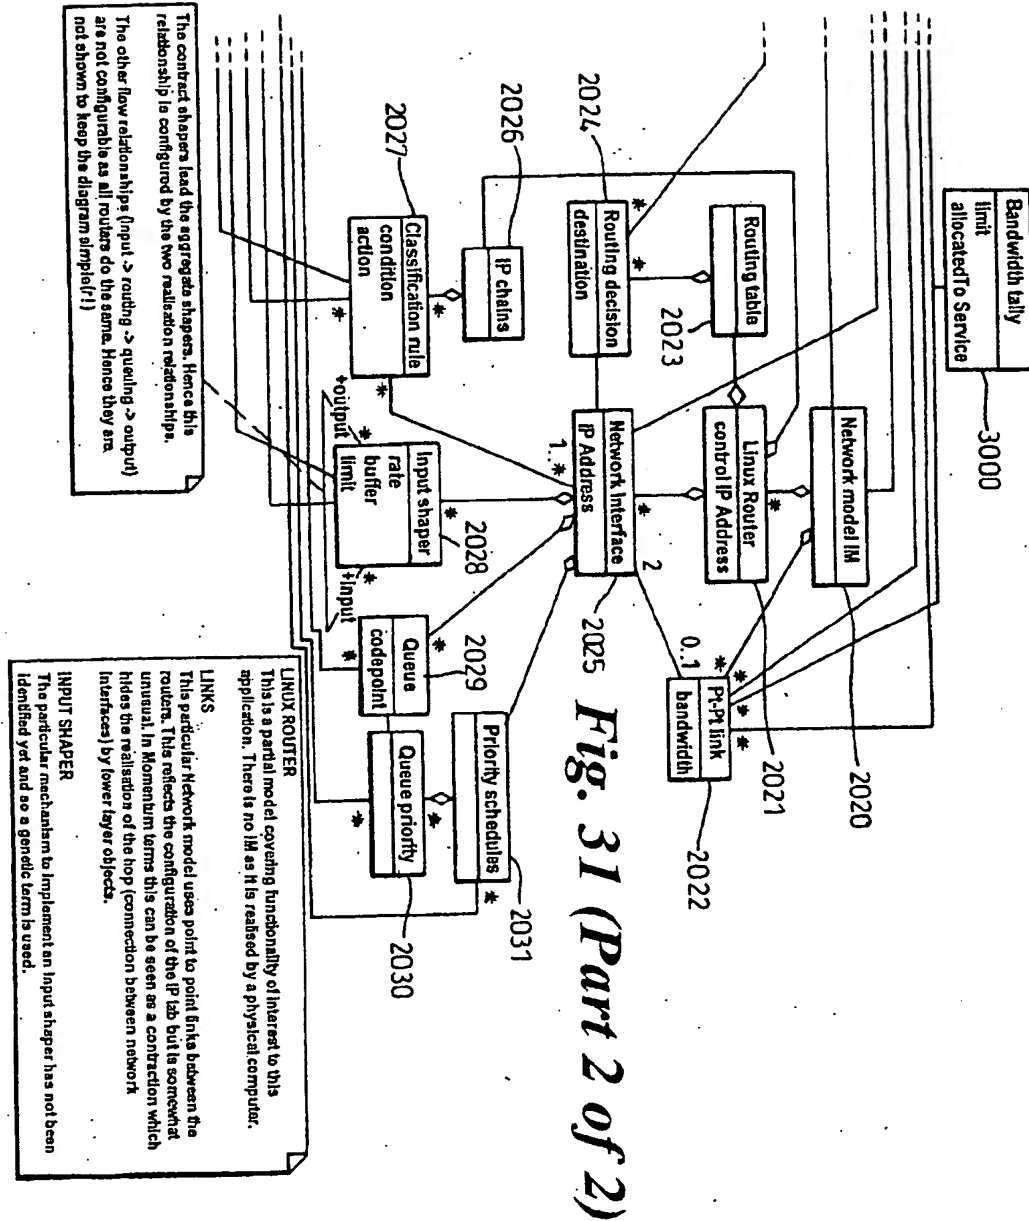 Bandwidth tally
limit
allocatedTo Service
3000
Network model IM
2020
*
Linux Router
control IP Address
2021
*
*
*
*
Pt-Pt link
bandwidth
0..1
2022
Routing table
2023
2024
*
*
Routing decision
destination
*
2
Network Interface
IP Address
1..*
2025
Fig. 31 (Part 2 of 2)
2026
IP chains
*
2027
Classification rule
condition
action
*
*
*
Input shaper
rate
buffer
limit
2028
+output
*
+input
*
*
Queue
codepoint
*
2029
Priority schedules
*
2031
*
Queue priority
*
2030
The contract shapers lead the aggregate shapers. Hence this
relationship is configured by the two realization relationships.
The other flow relationships (input -> routing -> queuing -> output)
are not configurable as all routers do the same. Hence they are
not shown to keep the diagram simple(r!)
LINUX ROUTER
This is a partial model covering functionality of interest to this
application. There is no IM as it is realised by a physical computer.
LINKS
This particular Network model uses point to point links between the
routers. This reflects the configuration of the IP lab but is somewhat
unusual. In Momentum terms this can be seen as a contraction which
hides the realisation of the hop (connection between network
interfaces) by lower layer objects.
INPUT SHAPER
The particular mechanism to implement an input shaper has not been
identified yet and so a genetic term is used.